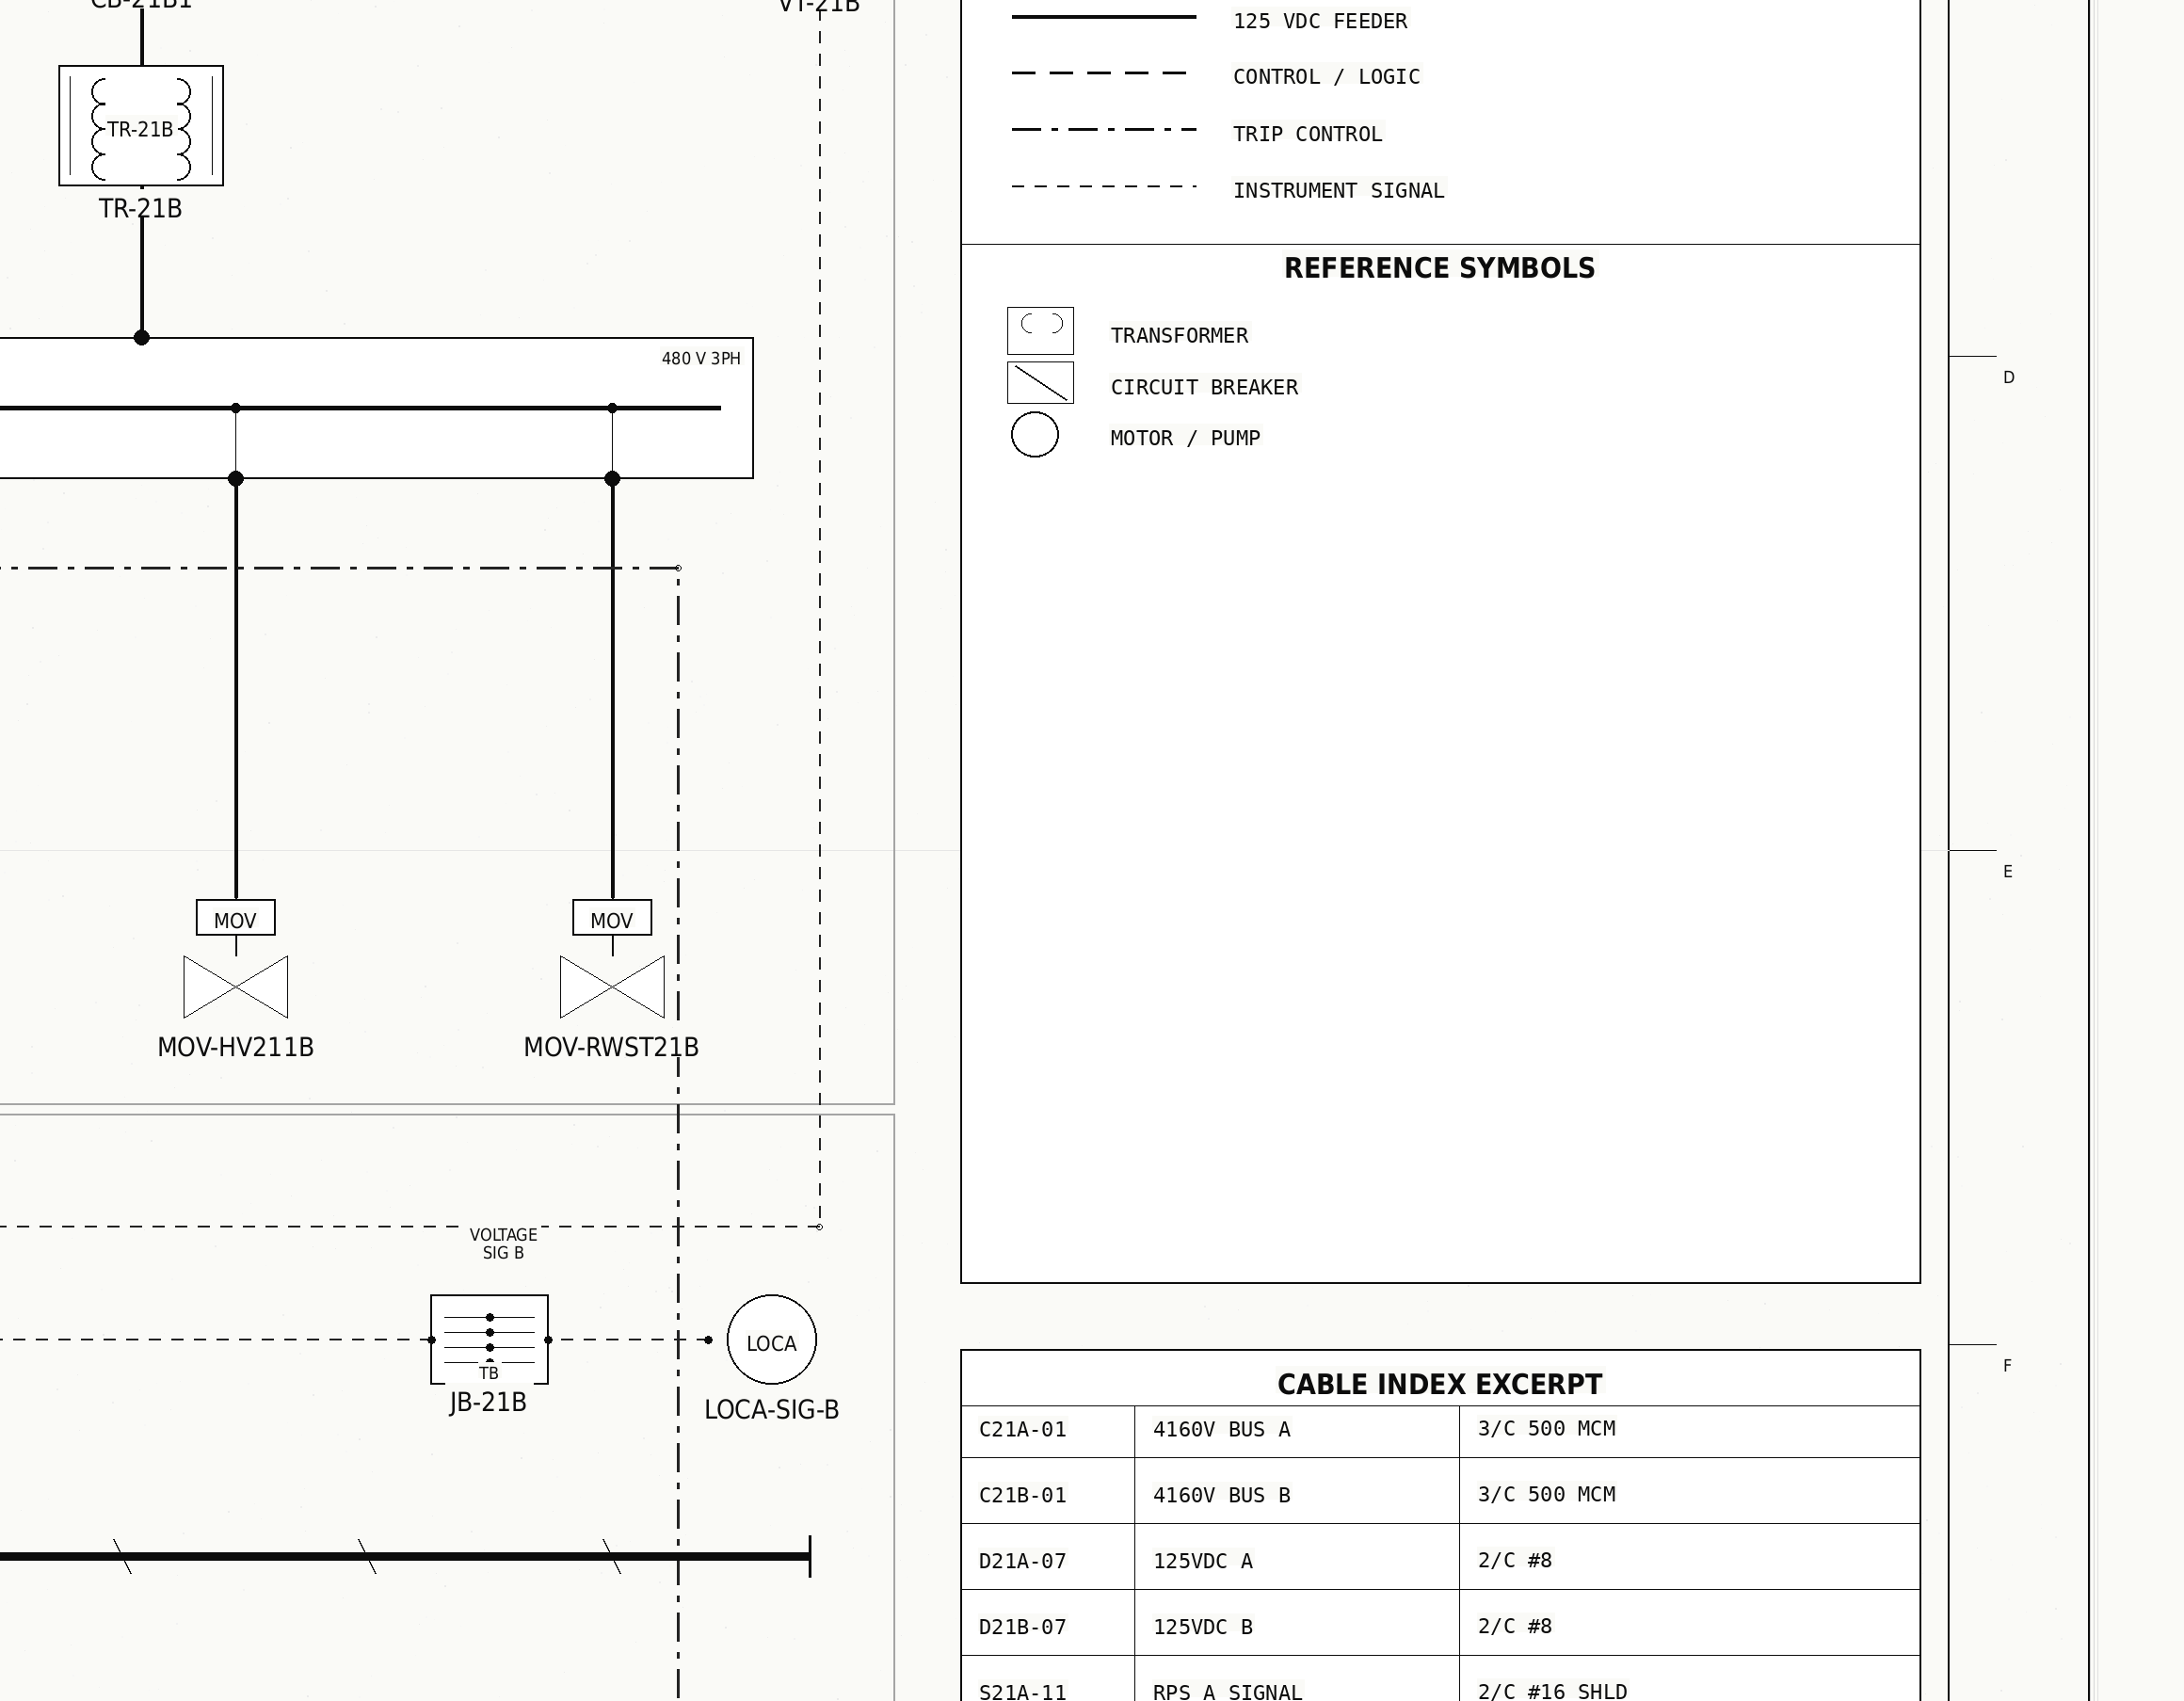 CB-21B1
VT-21B
TR-21B
TR-21B
480 V 3PH
MOV
MOV
MOV-HV211B
MOV-RWST21B
VOLTAGE
SIG B
LOCA
TB
JB-21B
LOCA-SIG-B
125 VDC FEEDER
CONTROL / LOGIC
TRIP CONTROL
INSTRUMENT SIGNAL
REFERENCE SYMBOLS
TRANSFORMER
CIRCUIT BREAKER
MOTOR / PUMP
CABLE INDEX EXCERPT
C21A-01 4160V BUS A 3/C 500 MCM
C21B-01 4160V BUS B 3/C 500 MCM
D21A-07 125VDC A 2/C #8
D21B-07 125VDC B 2/C #8
S21A-11 RPS A SIGNAL 2/C #16 SHLD
D
E
F